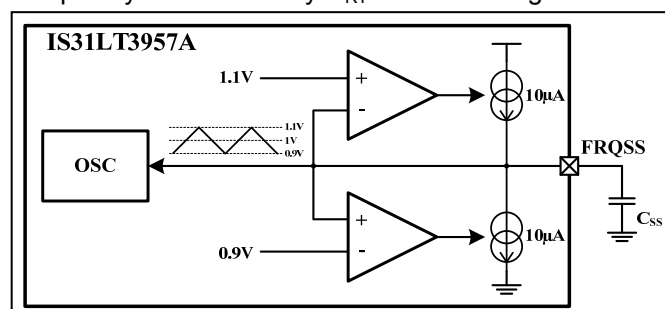 IS31LT3957A
1.1V
+
-
10μA
1.1V
1V
0.9V
OSC
FRQSS
+
-
0.9V
10μA
CSS